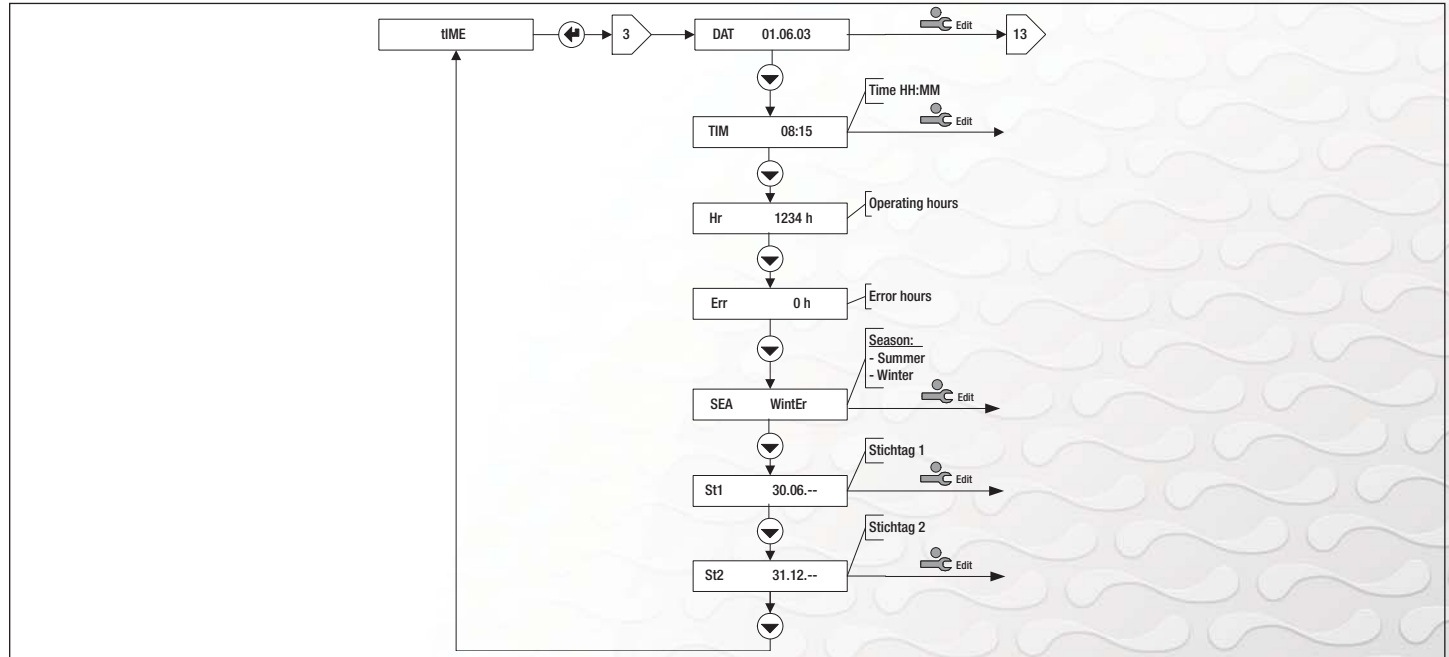 tIME
3
DAT 01.06.03
Edit
13
Time HH:MM
TIM 08:15
Edit
Hr 1234 h
Operating hours
Err 0 h
Error hours
Season:
- Summer
- Winter
SEA WintEr
Edit
Stichtag 1
St1 30.06.--
Edit
Stichtag 2
St2 31.12.--
Edit